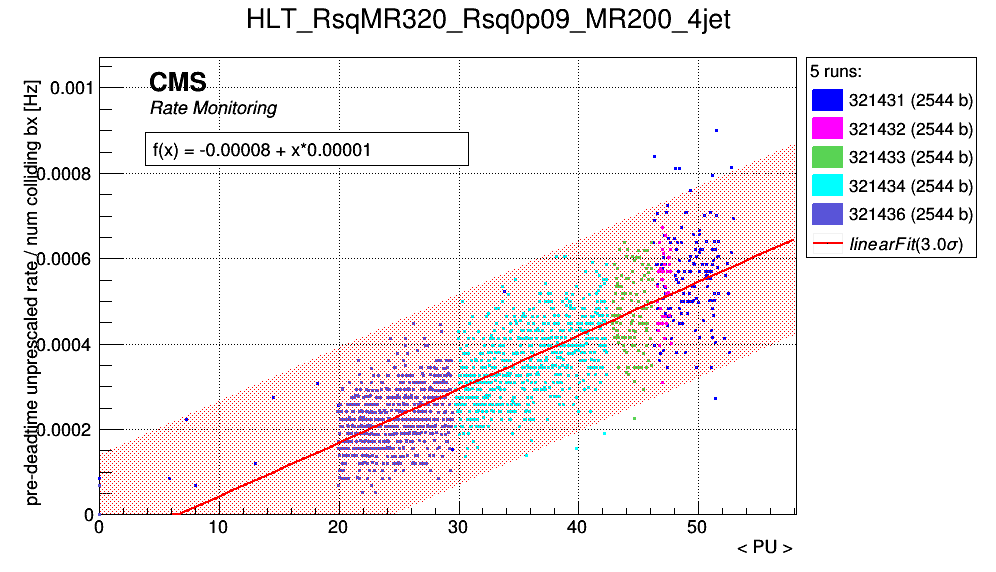 HLT_RsqMR320_Rsq0p09_MR200_4jet
CMS
Rate Monitoring
f(x) = -0.00008 + x*0.00001
pre-deadtime unprescaled rate / num colliding bx [Hz]
0.001
0.0008
0.0006
0.0004
0.0002
0
0 10 20 30 40 50
< PU >
5 runs:
321431 (2544 b)
321432 (2544 b)
321433 (2544 b)
321434 (2544 b)
321436 (2544 b)
linearFit(3.0σ)